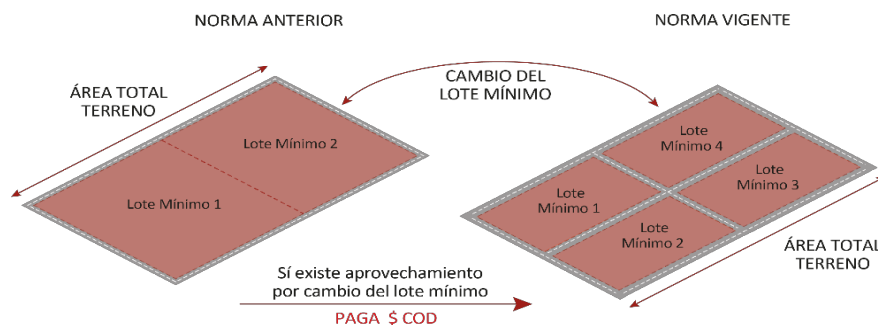 NORMA ANTERIOR
NORMA VIGENTE
ÁREA TOTAL
TERRENO
CAMBIO DEL
LOTE MÍNIMO
Lote Mínimo 2
Lote Mínimo 1
Lote
Mínimo 4
Lote
Mínimo 3
Lote
Mínimo 1
Lote
Mínimo 2
ÁREA TOTAL
TERRENO
Sí existe aprovechamiento
por cambio del lote mínimo
PAGA $ COD